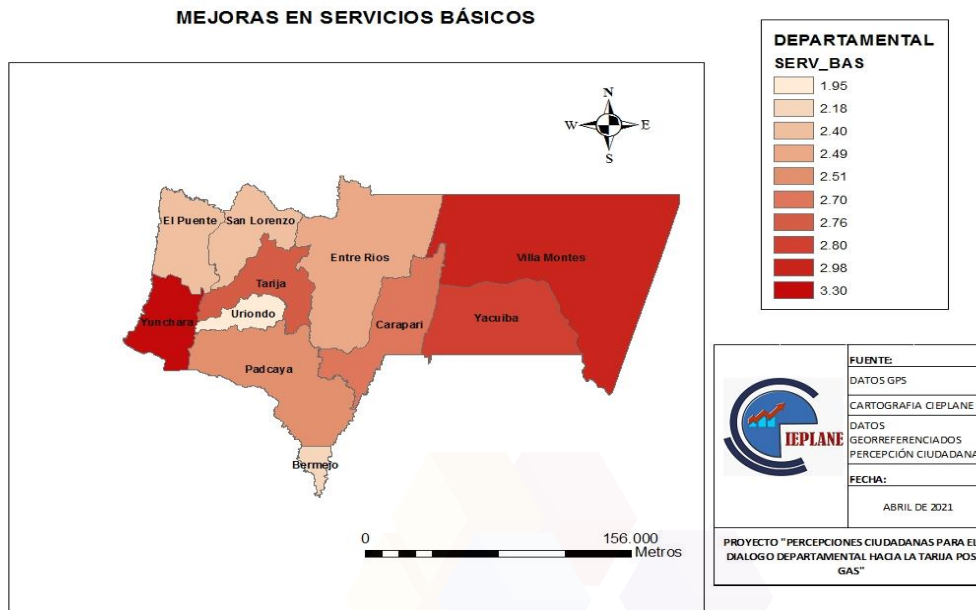 MEJORAS EN SERVICIOS BÁSICOS
DEPARTAMENTAL
SERV_BAS
1.95
2.18
2.40
2.49
2.51
2.70
2.76
2.80
2.98
3.30
N
W
E
S
El Puente
San Lorenzo
Entre Rios
Villa Montes
Tarija
Uriondo
Yunchara
Carapari
Yacuiba
Padcaya
Bermejo
0
156.000
Metros
IEPLANE
FUENTE:
DATOS GPS
CARTOGRAFIA CIEPLANE
DATOS
GEORREFERENCIADOS
PERCEPCIÓN CIUDADANA
FECHA:
ABRIL DE 2021
PROYECTO "PERCEPCIONES CIUDADANAS PARA EL
DIALOGO DEPARTAMENTAL HACIA LA TARIJA POS
GAS"